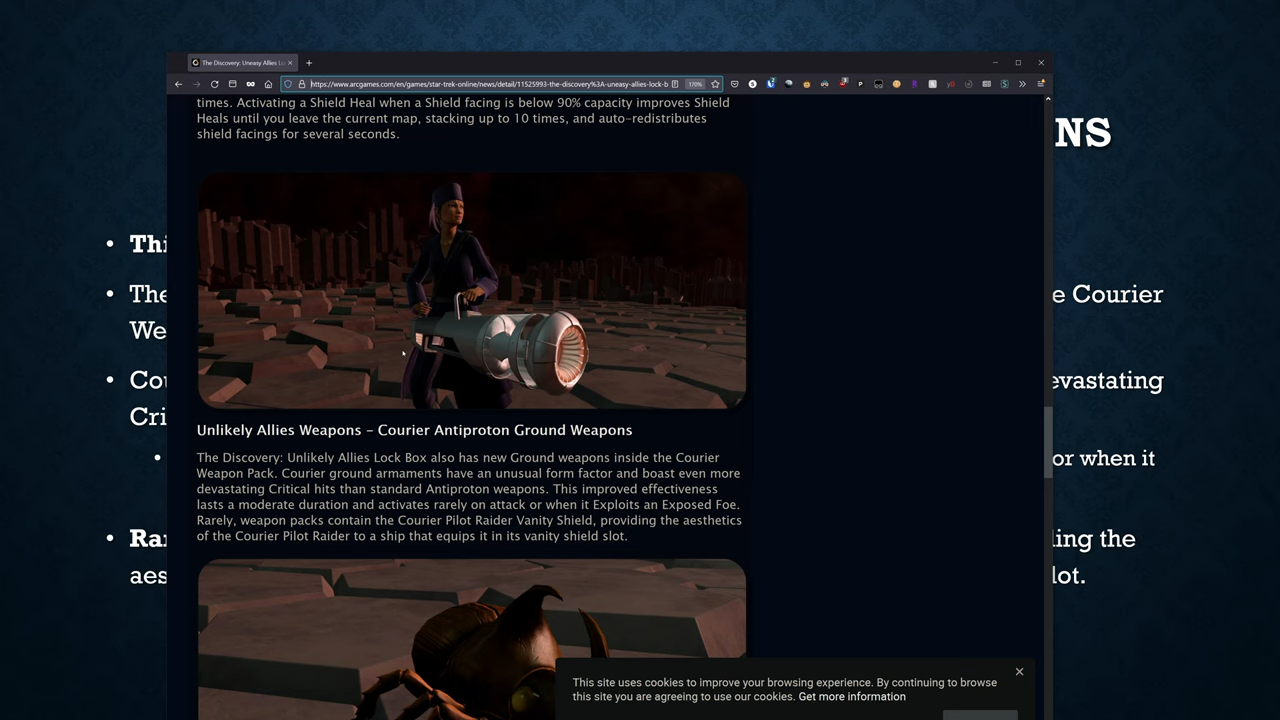 The Discovery: Uneasy Allies Lo
https://www.arcgames.com/en/games/star-trek-online/news/detail/11525993-the-discovery%3A-uneasy-allies-lock-b
170%
times. Activating a Shield Heal when a Shield facing is below 90% capacity improves Shield
Heals until you leave the current map, stacking up to 10 times, and auto-redistributes
shield facings for several seconds.
NS
• Thi
• The
e Courier
We
• Cou
evastating
Cri
or when it
• Rar
ling the
aes
lot.
Unlikely Allies Weapons – Courier Antiproton Ground Weapons
The Discovery: Unlikely Allies Lock Box also has new Ground weapons inside the Courier
Weapon Pack. Courier ground armaments have an unusual form factor and boast even more
devastating Critical hits than standard Antiproton weapons. This improved effectiveness
lasts a moderate duration and activates rarely on attack or when it Exploits an Exposed Foe.
Rarely, weapon packs contain the Courier Pilot Raider Vanity Shield, providing the aesthetics
of the Courier Pilot Raider to a ship that equips it in its vanity shield slot.
This site uses cookies to improve your browsing experience. By continuing to browse
this site you are agreeing to use our cookies. Get more information